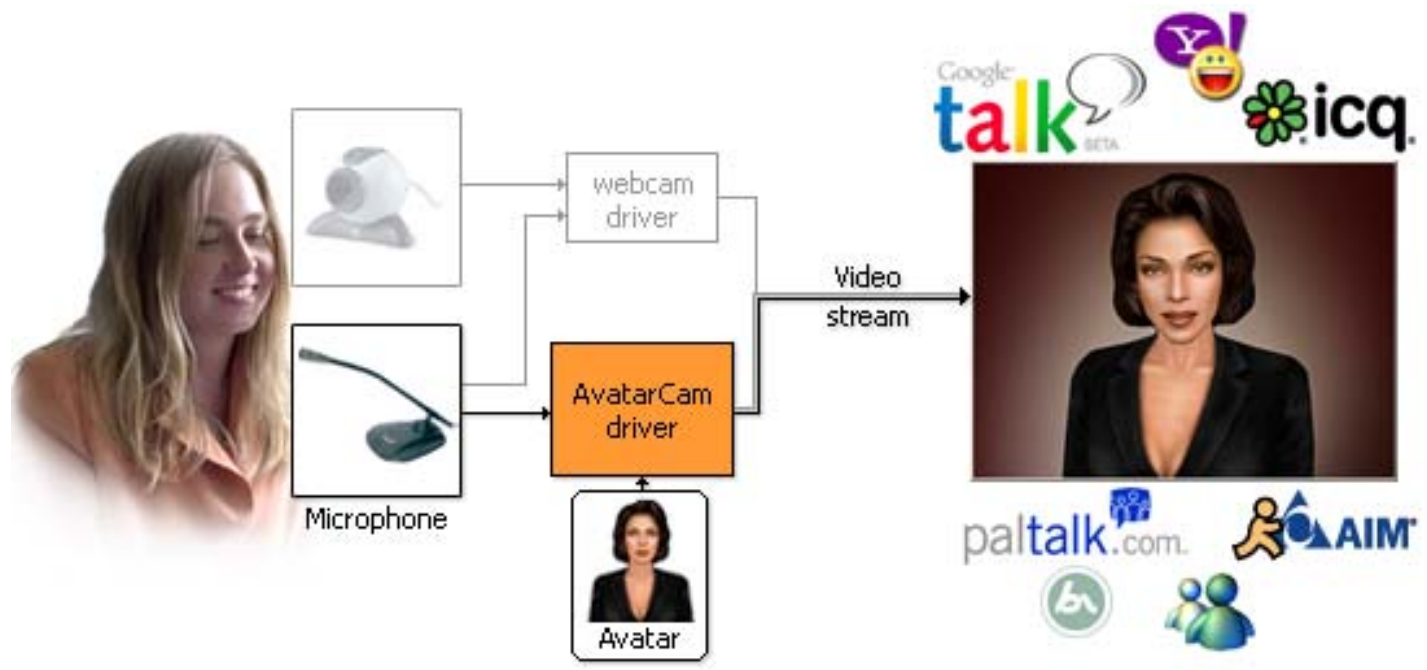 Google
talk
BETA
Y!
icq
webcam
driver
Video
stream
AvatarCam
driver
Microphone
Avatar
paltalk.com
AIM